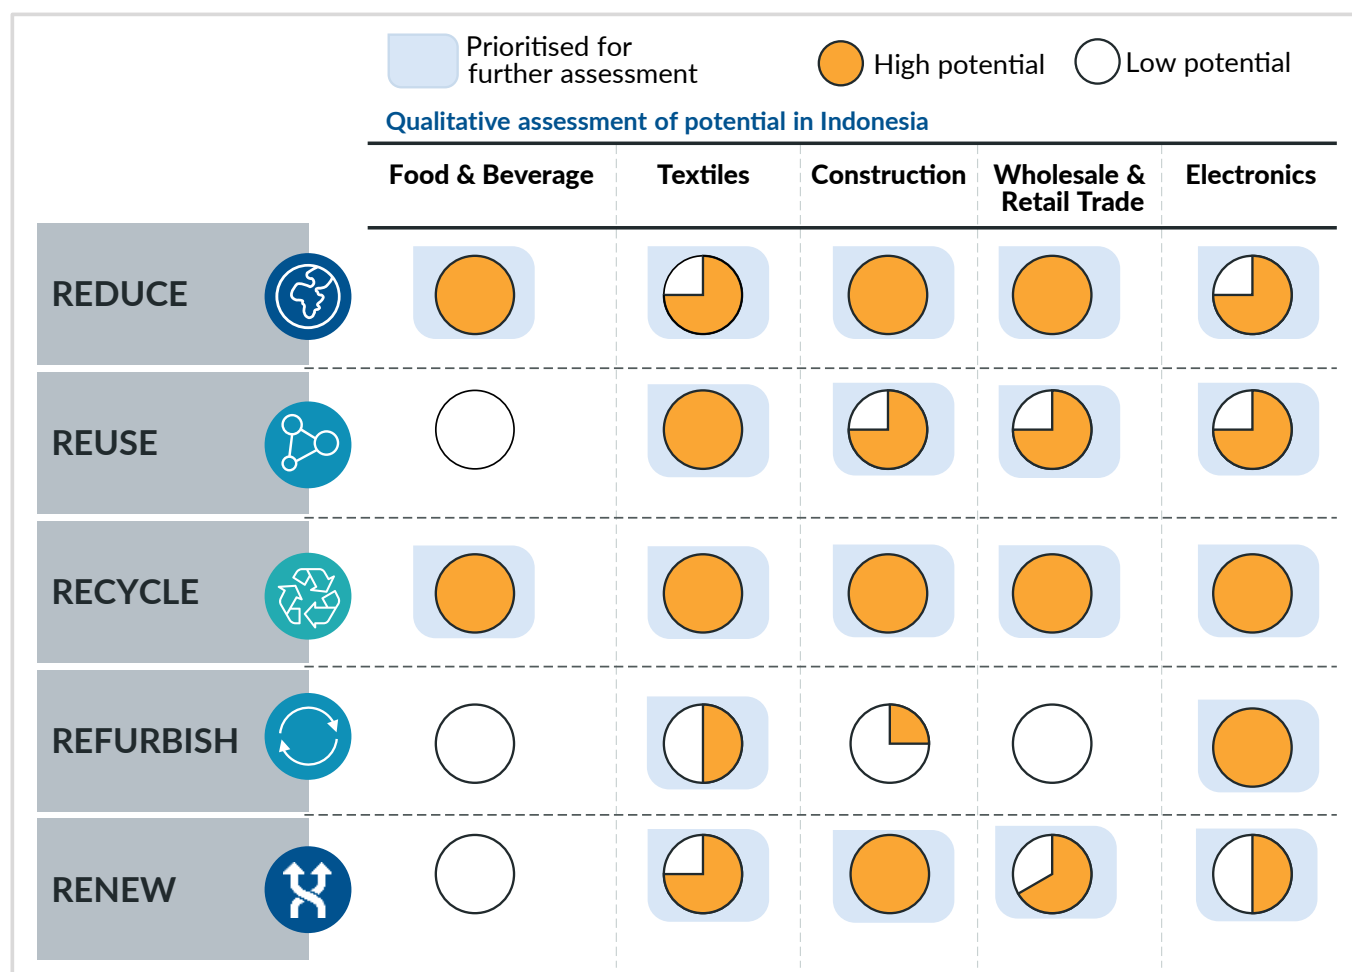 Prioritised for
further assessment
High potential
Low potential
Qualitative assessment of potential in Indonesia
Food & Beverage
Textiles
Construction
Wholesale &
Retail Trade
Electronics
REDUCE
REUSE
RECYCLE
REFURBISH
RENEW